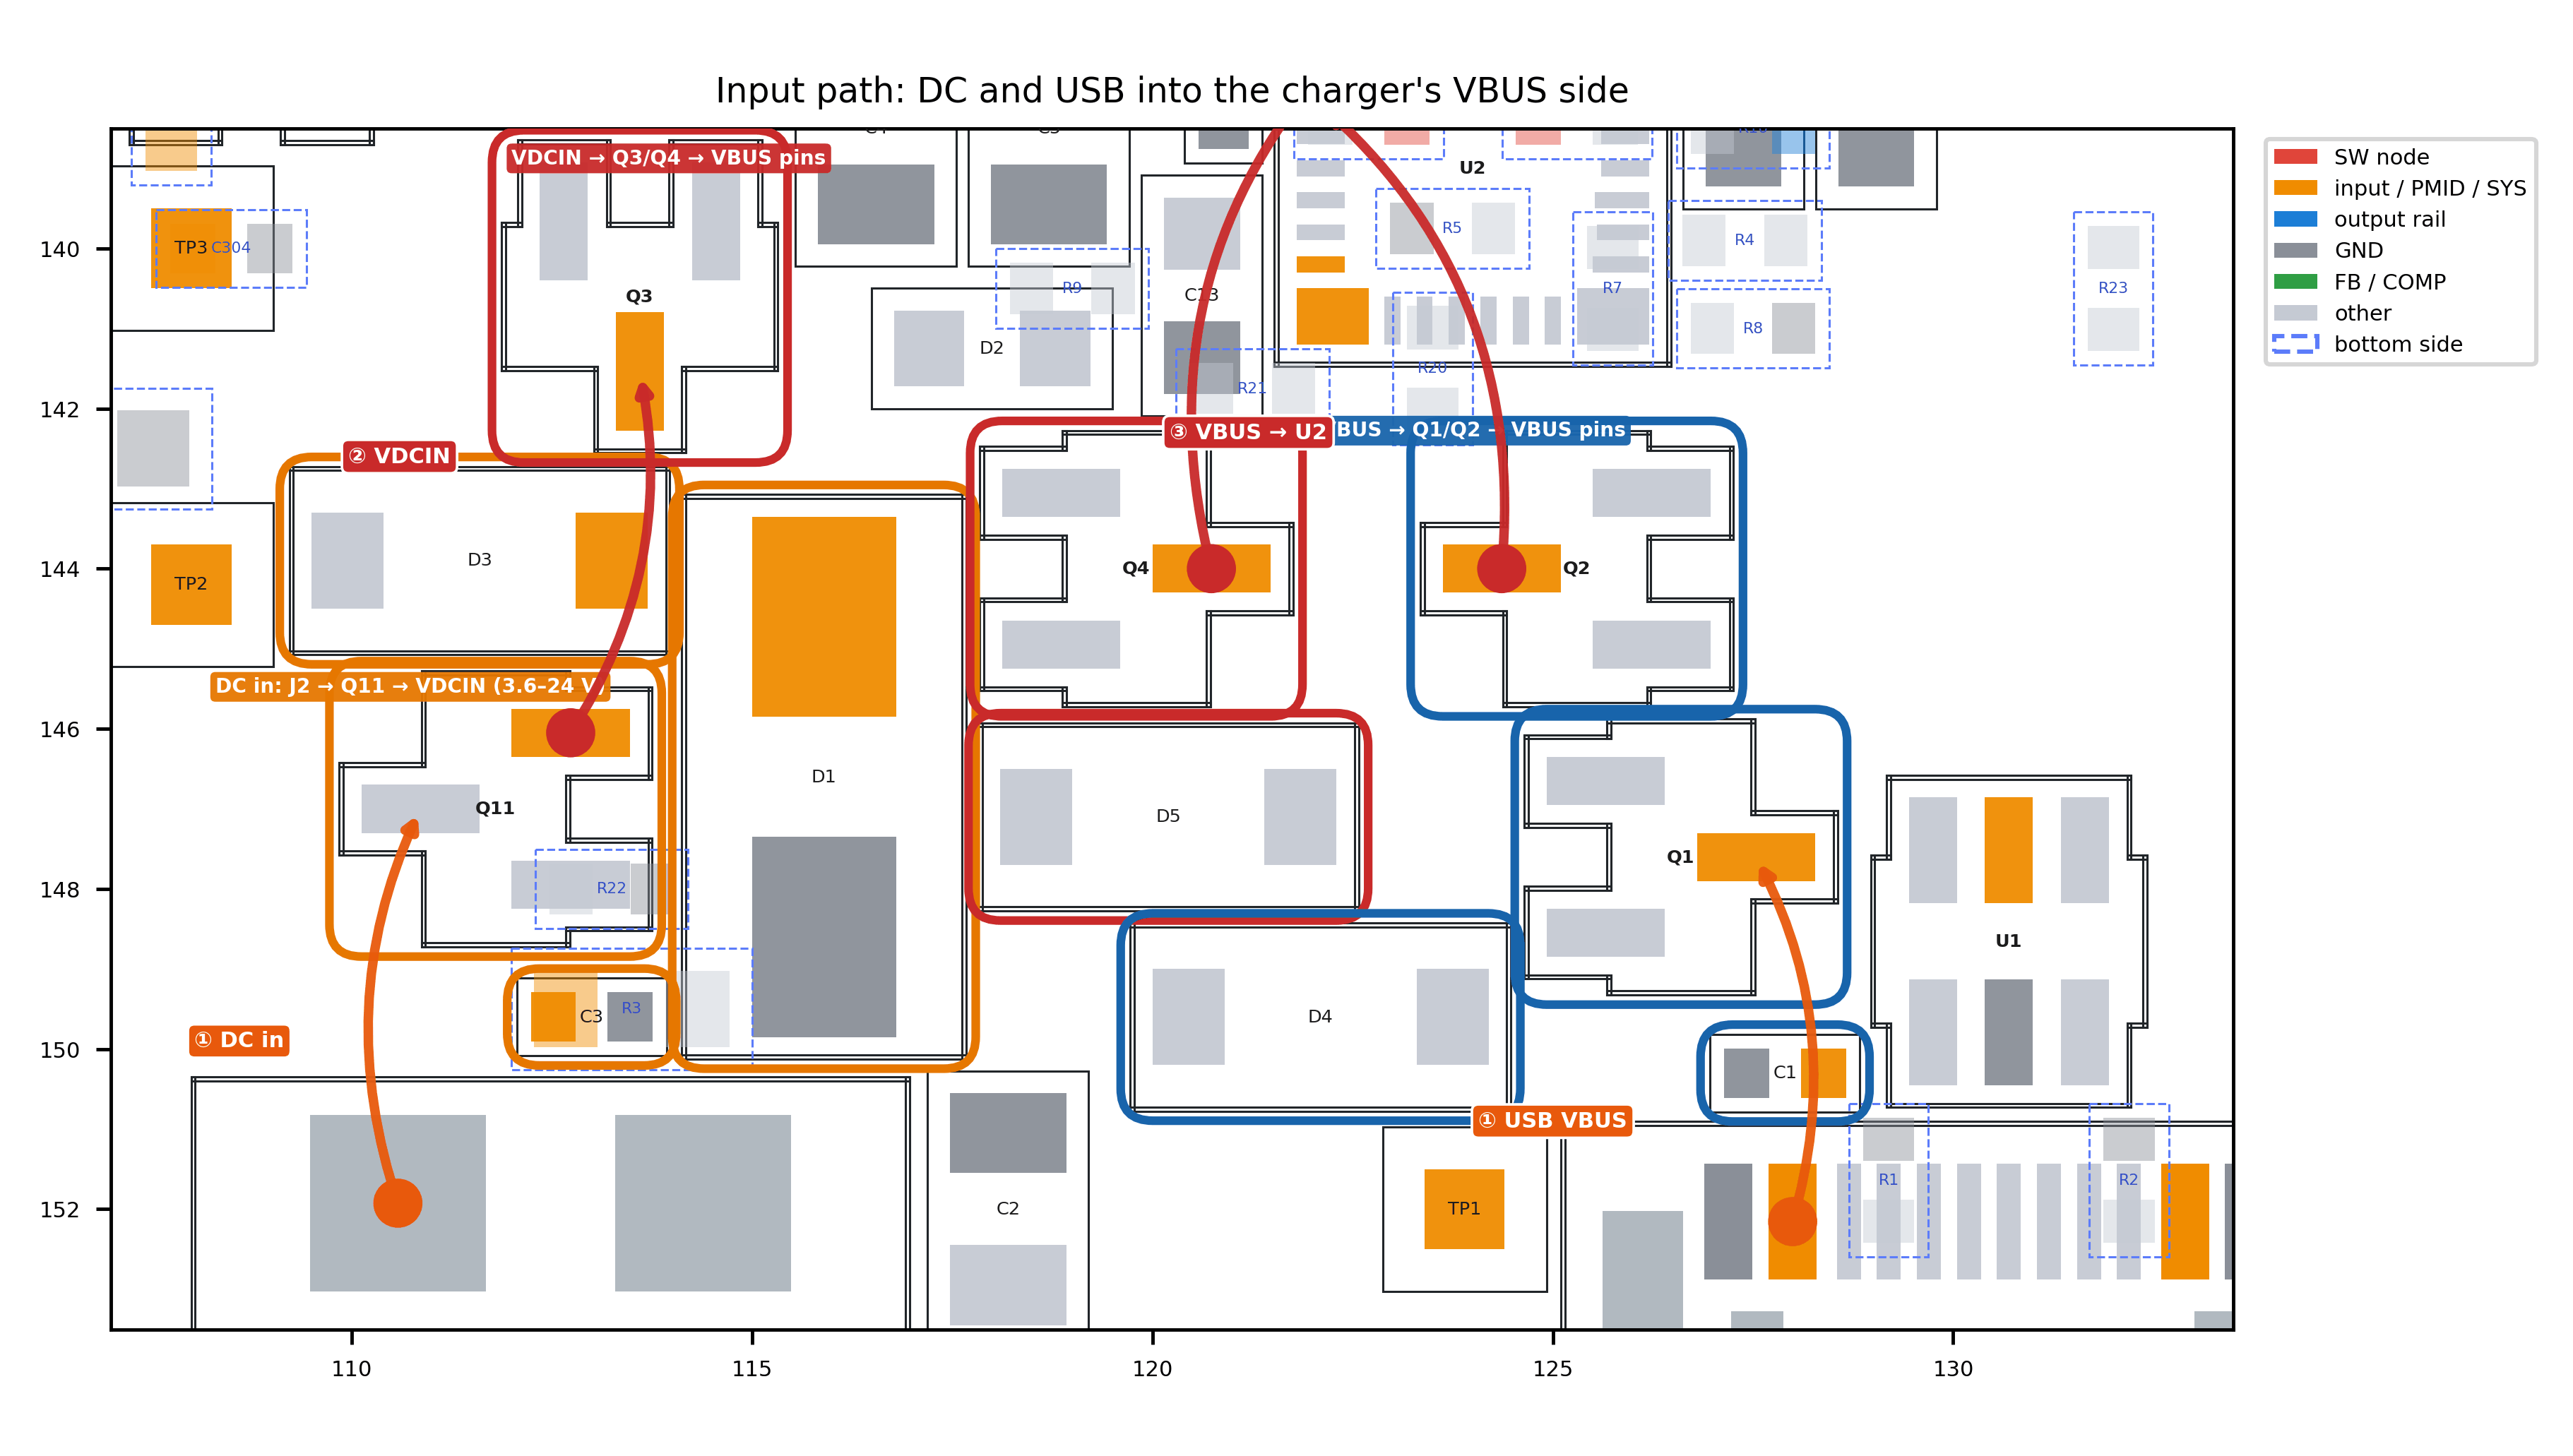 Input path: DC and USB into the charger's VBUS side
SW node
input / PMID / SYS
output rail
GND
FB / COMP
other
bottom side
VDCIN → Q3/Q4 → VBUS pins
U2
R5
R4
TP3
C304
140
Q3
R9
C13
R7
R23
R8
D2
R20
R21
142
② VDCIN
③ VBUS → U2
VBUS → Q1/Q2 → VBUS pins
D3
Q4
Q2
144
TP2
DC in: J2 → Q11 → VDCIN (3.6–24 V)
146
D1
Q11
D5
Q1
148
R22
U1
C3
R3
D4
150
① DC in
C1
① USB VBUS
152
C2
TP1
R1
R2
110
115
120
125
130